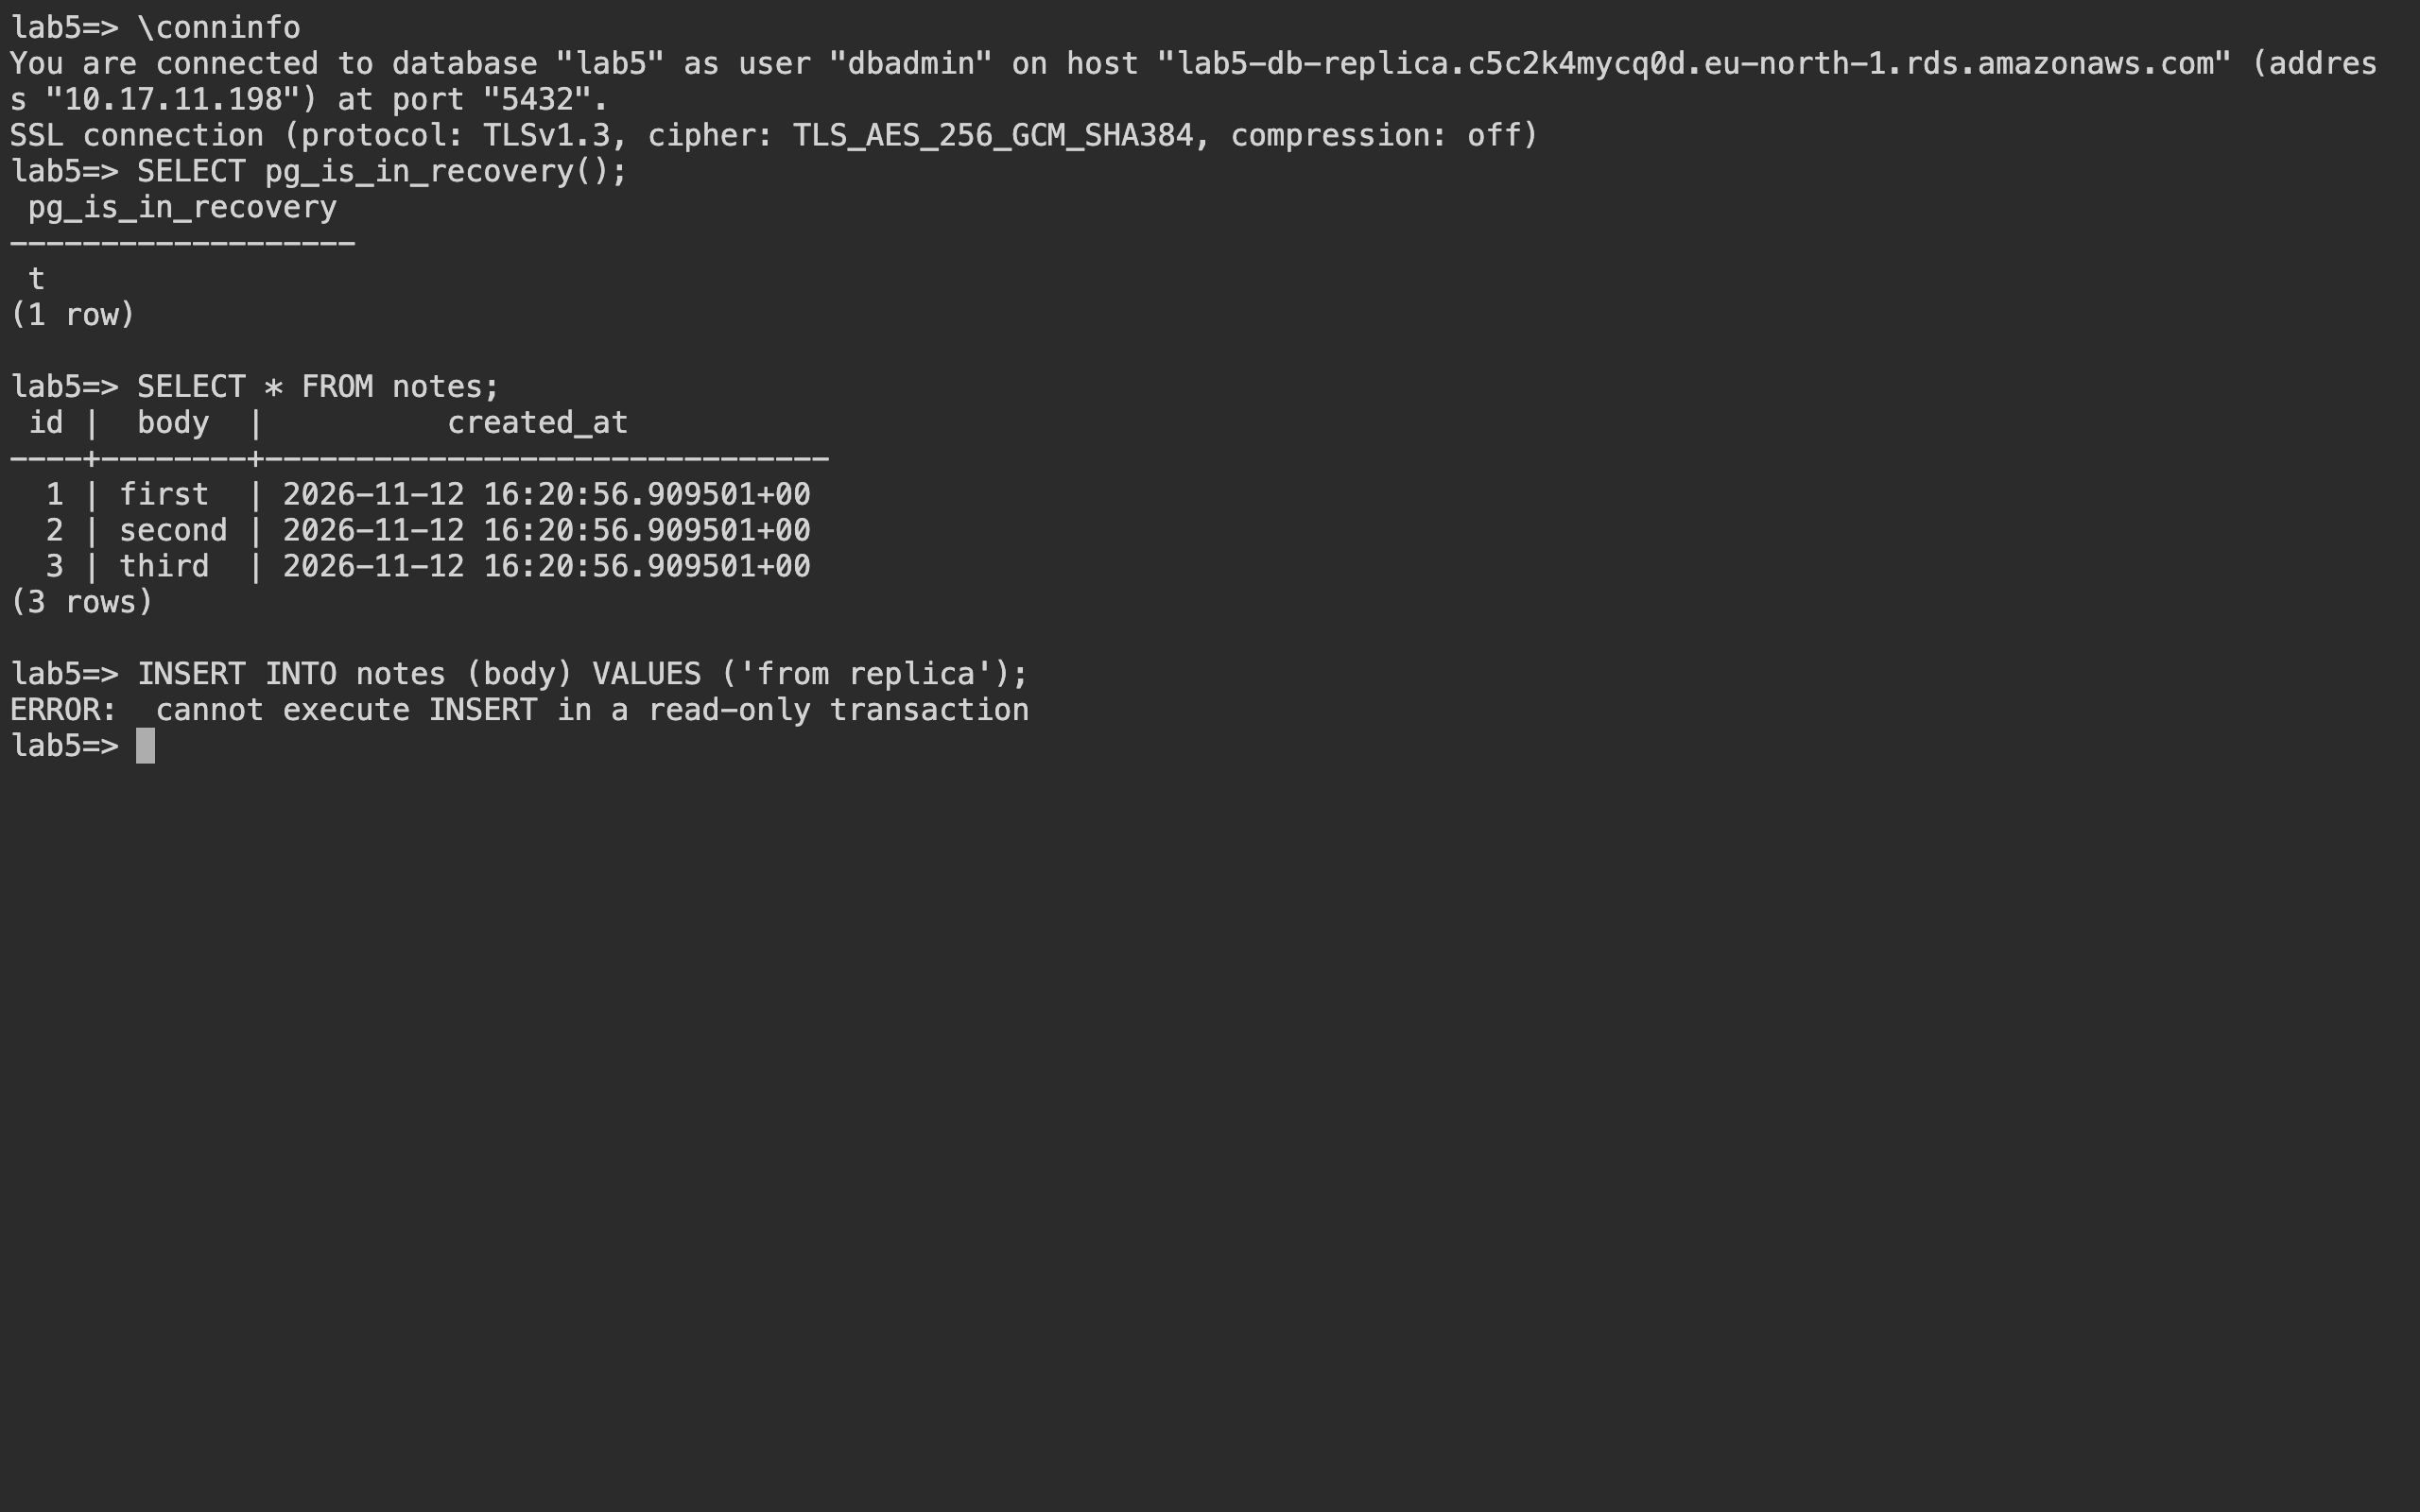 lab5=> \conninfo
You are connected to database "lab5" as user "dbadmin" on host "lab5-db-replica.c5c2k4mycq0d.eu-north-1.rds.amazonaws.com" (addres
s "10.17.11.198") at port "5432".
SSL connection (protocol: TLSv1.3, cipher: TLS_AES_256_GCM_SHA384, compression: off)
lab5=> SELECT pg_is_in_recovery();
 pg_is_in_recovery
-------------------
 t
(1 row)

lab5=> SELECT * FROM notes;
 id |  body  |          created_at
----+--------+-------------------------------
  1 | first  | 2026-11-12 16:20:56.909501+00
  2 | second | 2026-11-12 16:20:56.909501+00
  3 | third  | 2026-11-12 16:20:56.909501+00
(3 rows)

lab5=> INSERT INTO notes (body) VALUES ('from replica');
ERROR:  cannot execute INSERT in a read-only transaction
lab5=>